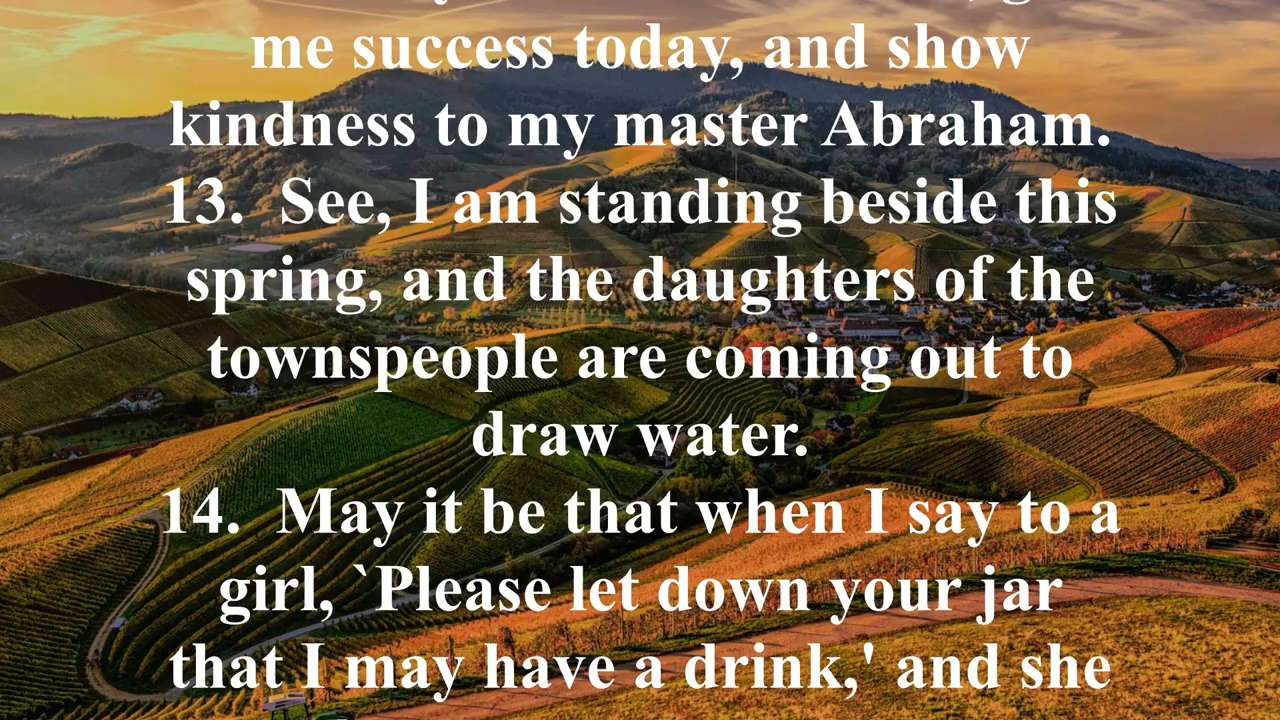 me success today, and show
kindness to my master Abraham.
13.  See, I am standing beside this
spring, and the daughters of the
townspeople are coming out to
draw water.
14.  May it be that when I say to a
girl, `Please let down your jar
that I may have a drink,' and she